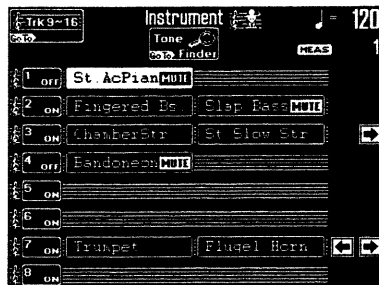 Trk 9~16 Instrument ♩= 120
Go To Tone
Go To Finder MEAS 1
1 OFF St.AcPian MUTE
2 ON Fingered Bs. Slap Bass MUTE
3 ON ChamberStr St Slow Str
4 OFF Bandoneon MUTE
5 ON
6 ON
7 ON Trumpet Flugel Horn
8 ON